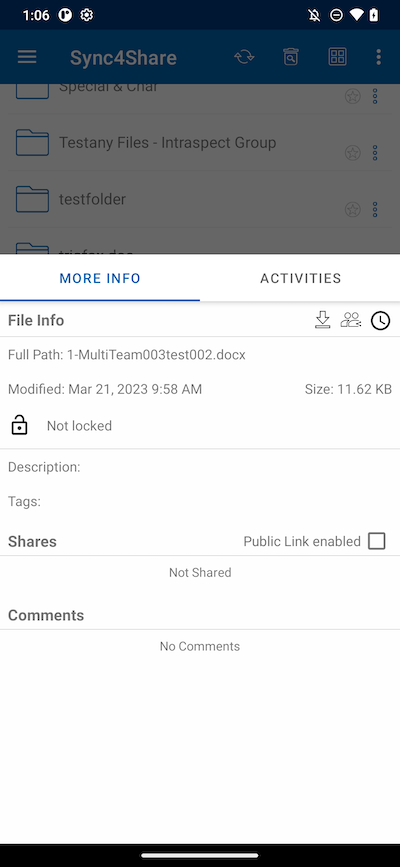 1:06
Sync4Share
Special & Char
Testany Files - Intraspect Group
testfolder
MORE INFO
ACTIVITIES
File Info
Full Path: 1-MultiTeam003test002.docx
Modified: Mar 21, 2023 9:58 AM
Size: 11.62 KB
Not locked
Description:
Tags:
Shares
Public Link enabled
Not Shared
Comments
No Comments